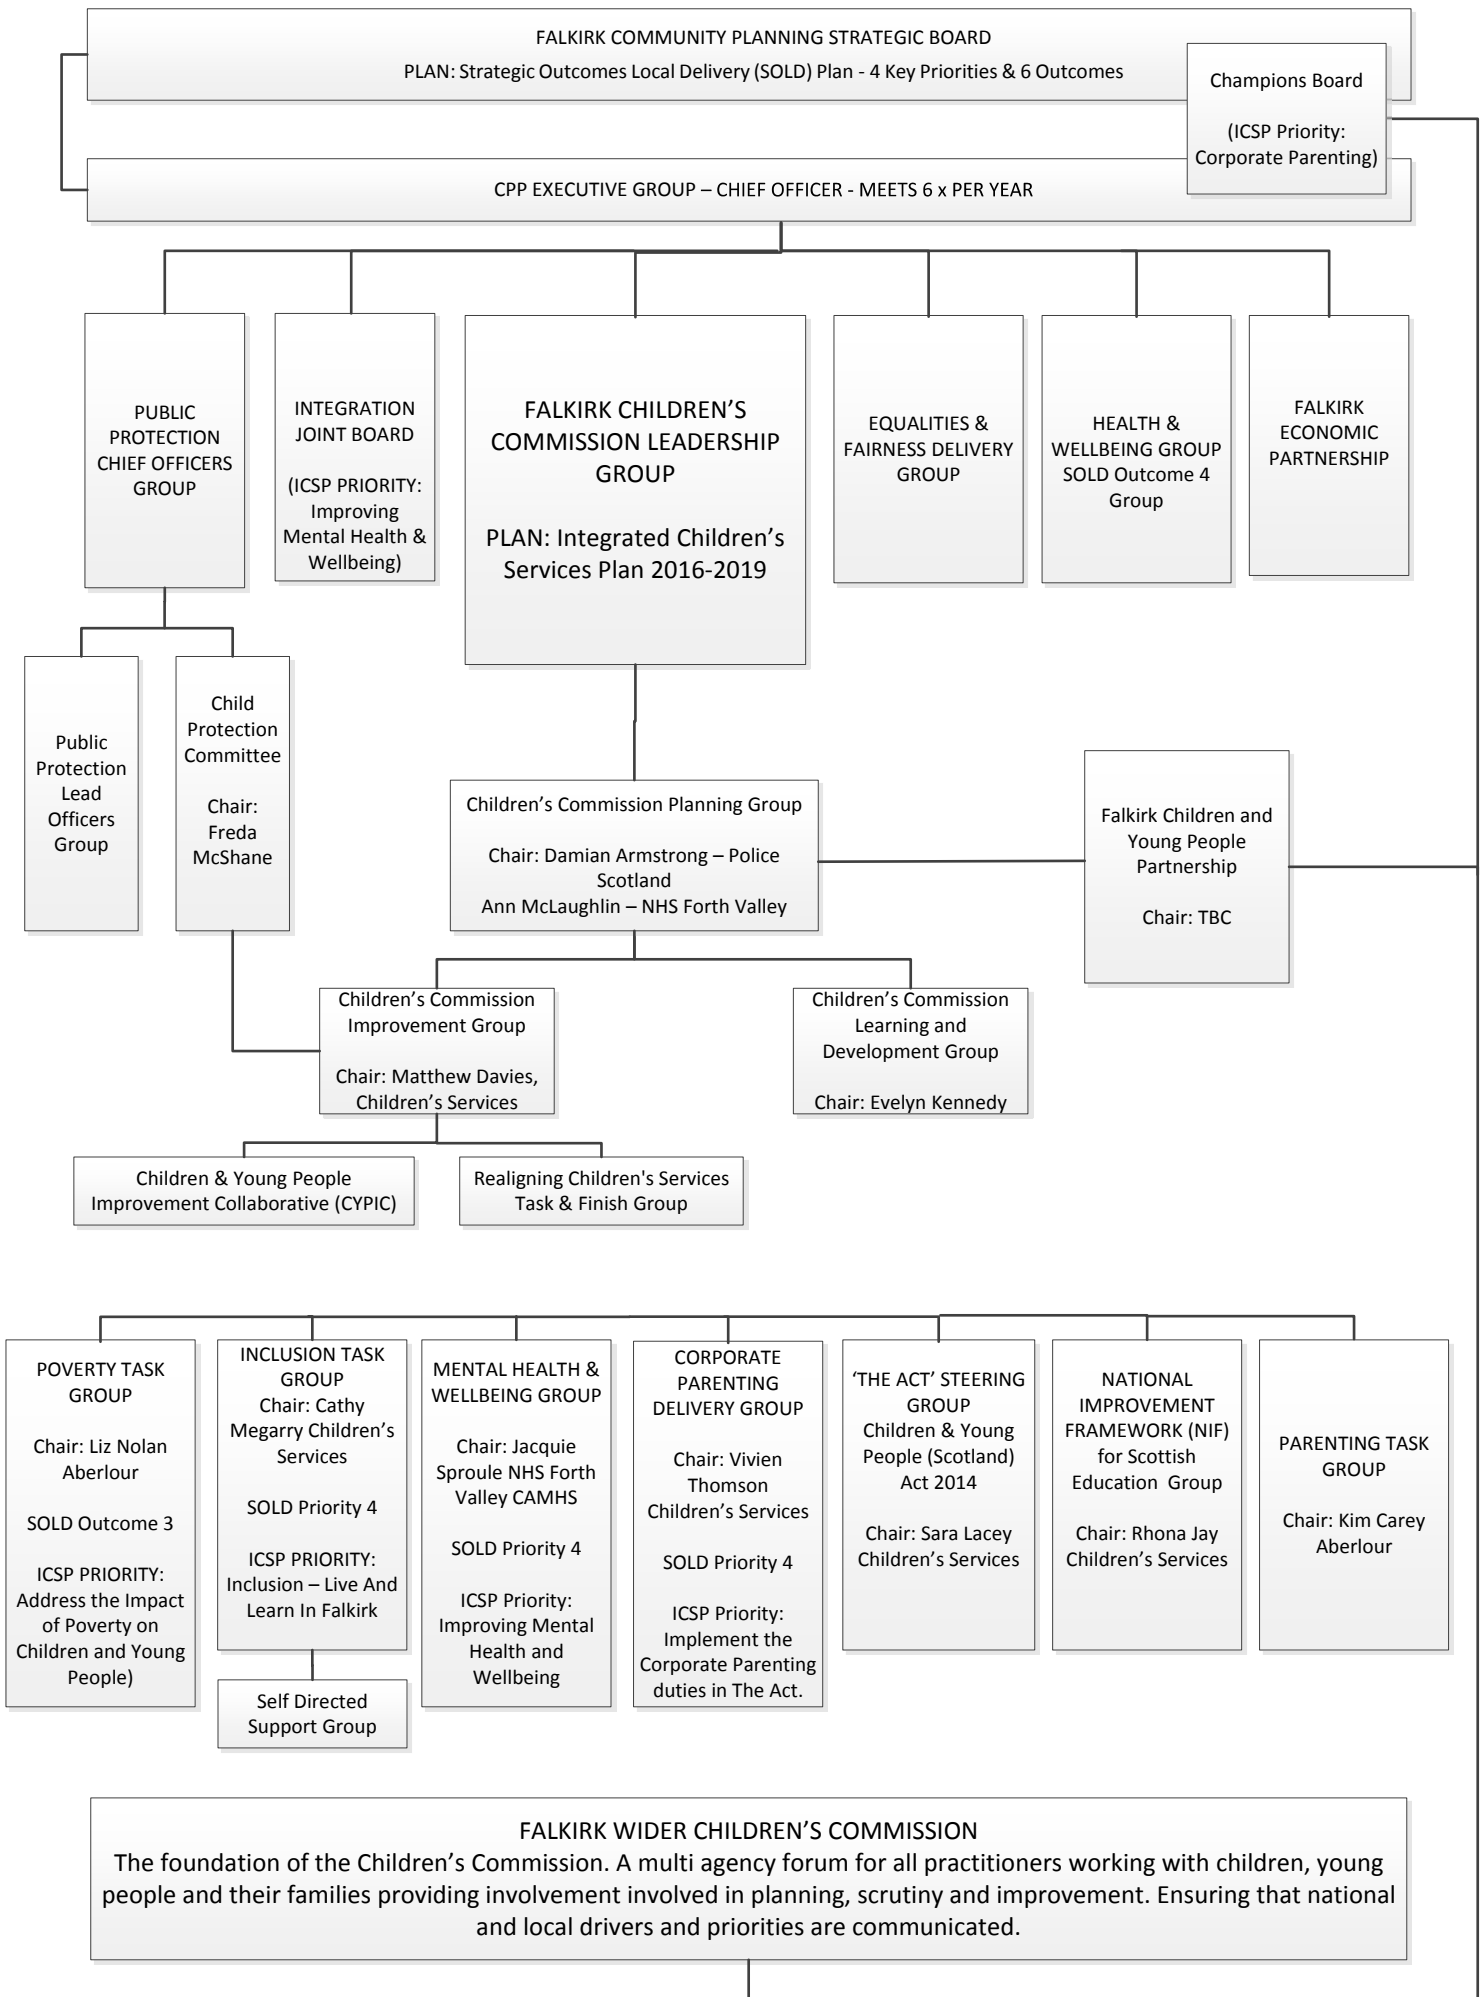 FALKIRK COMMUNITY PLANNING STRATEGIC BOARD
PLAN: Strategic Outcomes Local Delivery (SOLD) Plan - 4 Key Priorities & 6 Outcomes
Champions Board
(ICSP Priority:
Corporate Parenting)
CPP EXECUTIVE GROUP – CHIEF OFFICER - MEETS 6 x PER YEAR
PUBLIC
PROTECTION
CHIEF OFFICERS
GROUP
INTEGRATION
JOINT BOARD
(ICSP PRIORITY:
Improving
Mental Health &
Wellbeing)
FALKIRK CHILDREN’S
COMMISSION LEADERSHIP
GROUP
PLAN: Integrated Children’s
Services Plan 2016-2019
EQUALITIES &
FAIRNESS DELIVERY
GROUP
HEALTH &
WELLBEING GROUP
SOLD Outcome 4
Group
FALKIRK
ECONOMIC
PARTNERSHIP
Public
Protection
Lead
Officers
Group
Child
Protection
Committee
Chair:
Freda
McShane
Children’s Commission Planning Group
Chair: Damian Armstrong – Police
Scotland
Ann McLaughlin – NHS Forth Valley
Falkirk Children and
Young People
Partnership
Chair: TBC
Children’s Commission
Improvement Group
Chair: Matthew Davies,
Children’s Services
Children’s Commission
Learning and
Development Group
Chair: Evelyn Kennedy
Children & Young People
Improvement Collaborative (CYPIC)
Realigning Children's Services
Task & Finish Group
POVERTY TASK
GROUP
Chair: Liz Nolan
Aberlour
SOLD Outcome 3
ICSP PRIORITY:
Address the Impact
of Poverty on
Children and Young
People)
INCLUSION TASK
GROUP
Chair: Cathy
Megarry Children’s
Services
SOLD Priority 4
ICSP PRIORITY:
Inclusion – Live And
Learn In Falkirk
Self Directed
Support Group
MENTAL HEALTH &
WELLBEING GROUP
Chair: Jacquie
Sproule NHS Forth
Valley CAMHS
SOLD Priority 4
ICSP Priority:
Improving Mental
Health and
Wellbeing
CORPORATE
PARENTING
DELIVERY GROUP
Chair: Vivien
Thomson
Children’s Services
SOLD Priority 4
ICSP Priority:
Implement the
Corporate Parenting
duties in The Act.
‘THE ACT’ STEERING
GROUP
Children & Young
People (Scotland)
Act 2014
Chair: Sara Lacey
Children’s Services
NATIONAL
IMPROVEMENT
FRAMEWORK (NIF)
for Scottish
Education Group
Chair: Rhona Jay
Children’s Services
PARENTING TASK
GROUP
Chair: Kim Carey
Aberlour
FALKIRK WIDER CHILDREN’S COMMISSION
The foundation of the Children’s Commission. A multi agency forum for all practitioners working with children, young
people and their families providing involvement involved in planning, scrutiny and improvement. Ensuring that national
and local drivers and priorities are communicated.